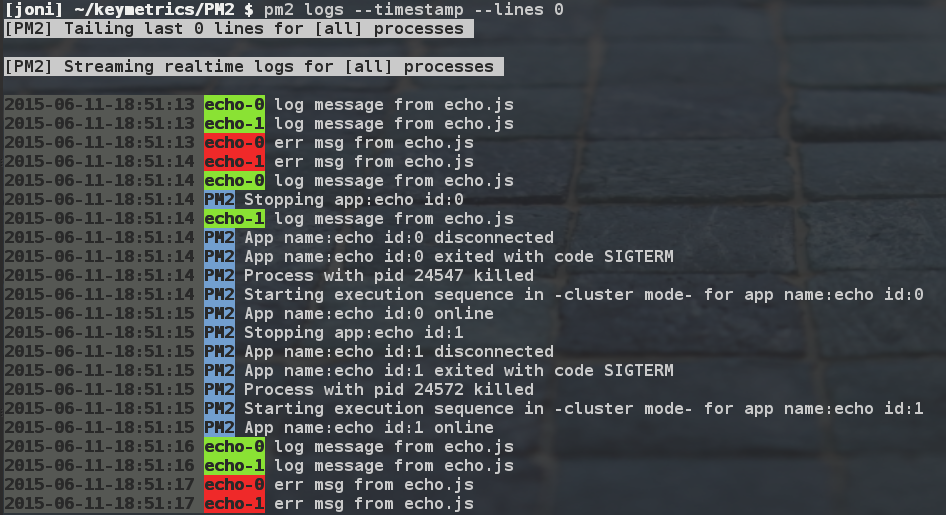 [joni] ~/keymetrics/PM2 $ pm2 logs --timestamp --lines 0
[PM2] Tailing last 0 lines for [all] processes
[PM2] Streaming realtime logs for [all] processes
2015-06-11-18:51:13 echo-0 log message from echo.js
2015-06-11-18:51:13 echo-1 log message from echo.js
2015-06-11-18:51:13 echo-0 err msg from echo.js
2015-06-11-18:51:14 echo-1 err msg from echo.js
2015-06-11-18:51:14 echo-0 log message from echo.js
2015-06-11-18:51:14 PM2 Stopping app:echo id:0
2015-06-11-18:51:14 echo-1 log message from echo.js
2015-06-11-18:51:14 PM2 App name:echo id:0 disconnected
2015-06-11-18:51:14 PM2 App name:echo id:0 exited with code SIGTERM
2015-06-11-18:51:14 PM2 Process with pid 24547 killed
2015-06-11-18:51:14 PM2 Starting execution sequence in -cluster mode- for app name:echo id:0
2015-06-11-18:51:15 PM2 App name:echo id:0 online
2015-06-11-18:51:15 PM2 Stopping app:echo id:1
2015-06-11-18:51:15 PM2 App name:echo id:1 disconnected
2015-06-11-18:51:15 PM2 App name:echo id:1 exited with code SIGTERM
2015-06-11-18:51:15 PM2 Process with pid 24572 killed
2015-06-11-18:51:15 PM2 Starting execution sequence in -cluster mode- for app name:echo id:1
2015-06-11-18:51:15 PM2 App name:echo id:1 online
2015-06-11-18:51:16 echo-0 log message from echo.js
2015-06-11-18:51:16 echo-1 log message from echo.js
2015-06-11-18:51:17 echo-0 err msg from echo.js
2015-06-11-18:51:17 echo-1 err msg from echo.js